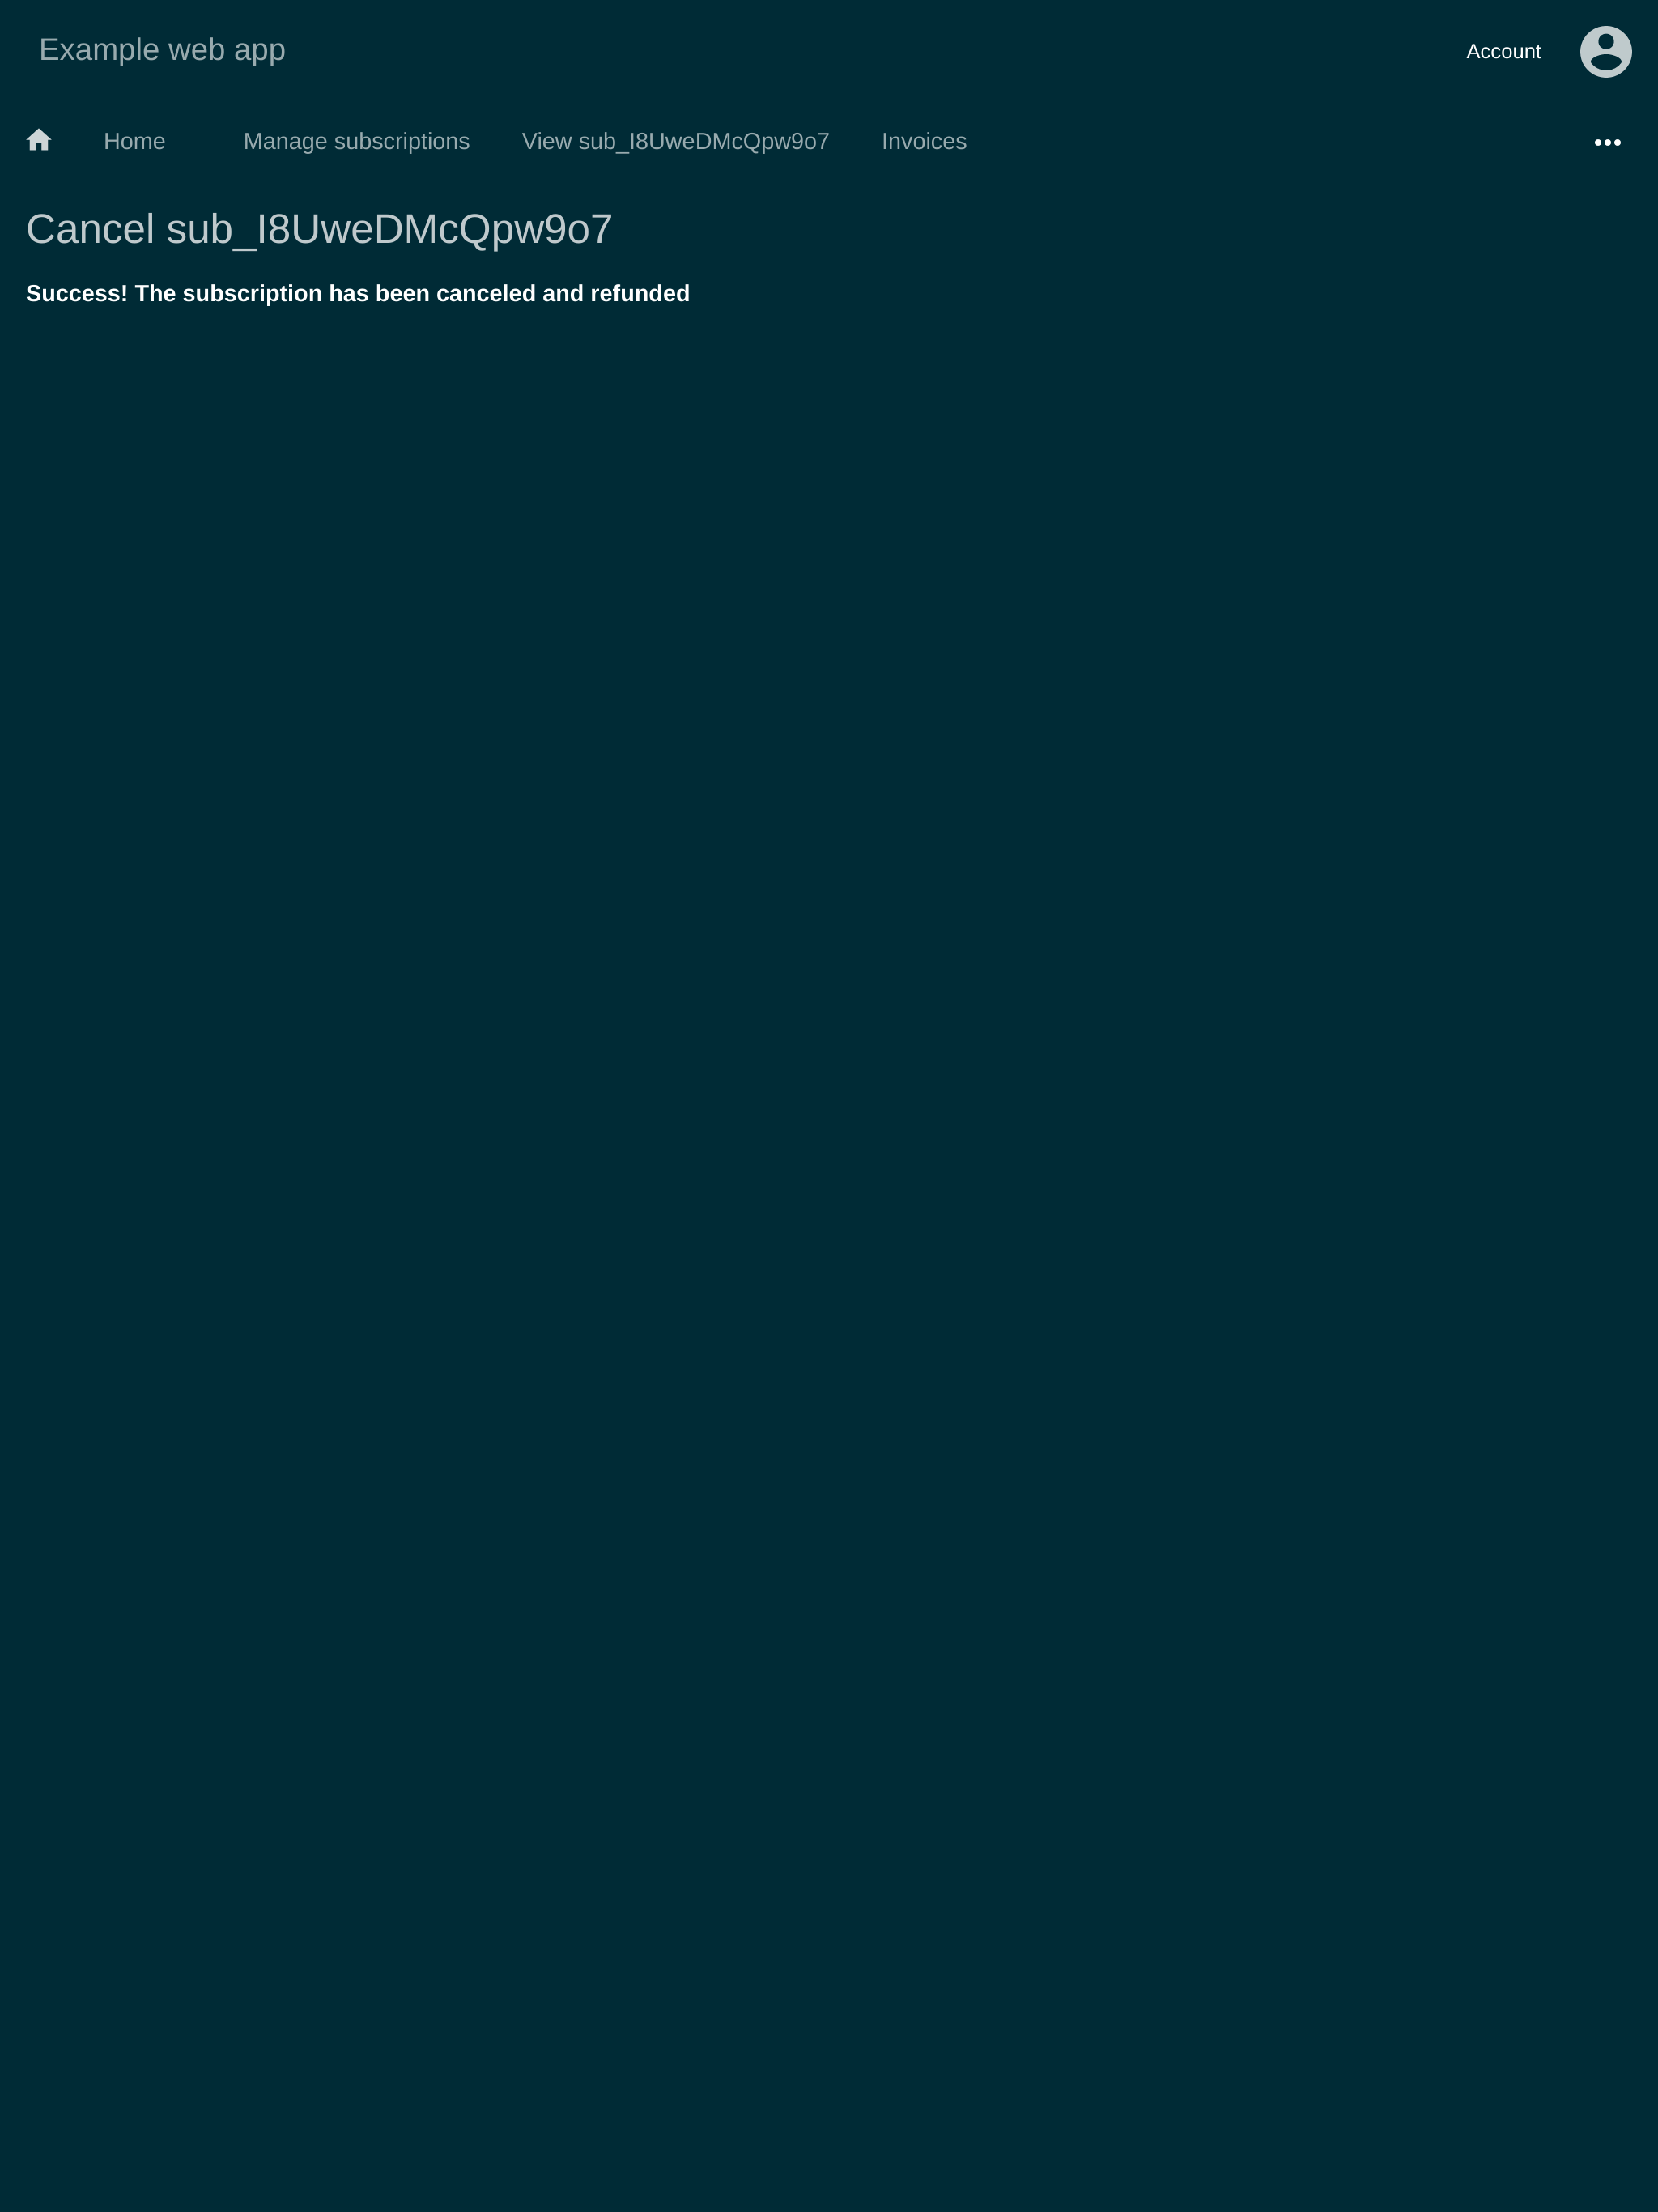 Example web app
Account
Home
Manage subscriptions
View sub_I8UweDMcQpw9o7
Invoices
Cancel sub_I8UweDMcQpw9o7
Success! The subscription has been canceled and refunded